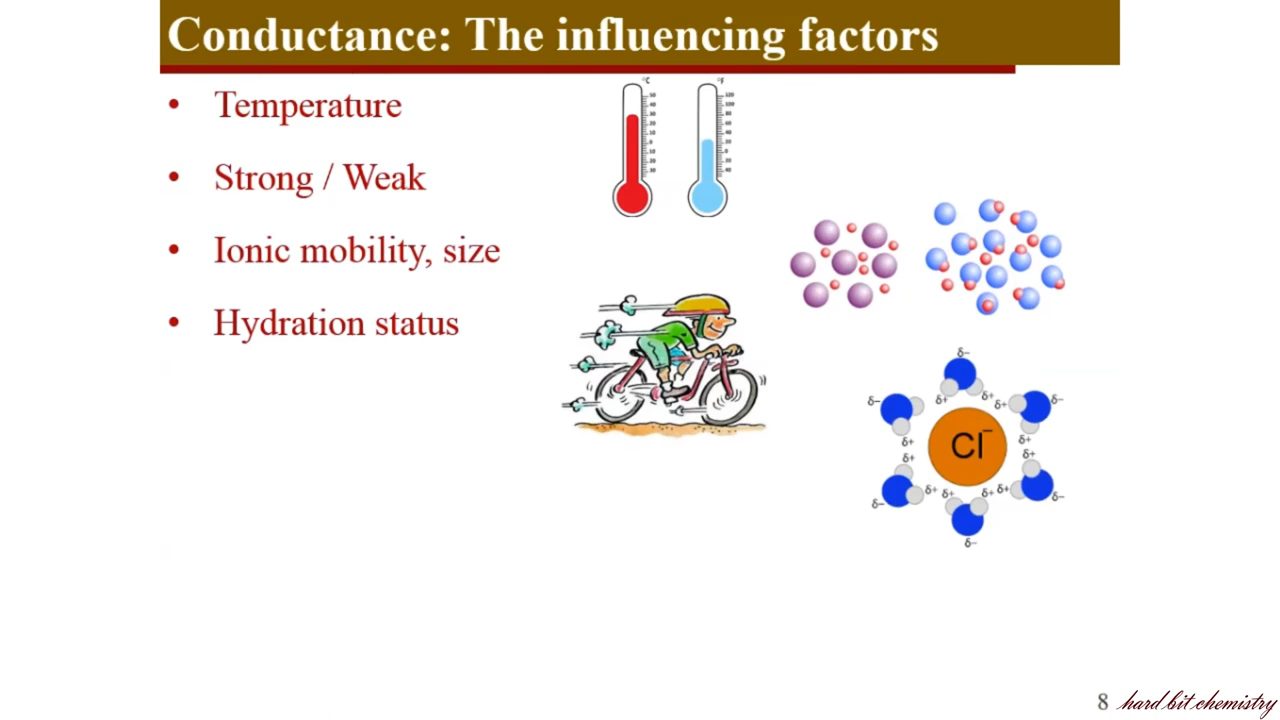 Conductance: The influencing factors
• Temperature
• Strong / Weak
• Ionic mobility, size
• Hydration status
°C
°F
δ−
δ− δ+ δ+ δ+ δ−
Cl−
δ+ δ+
δ+ δ+
δ− δ+ δ+ δ+ δ+ δ−
δ−
8 hard bit chemistry